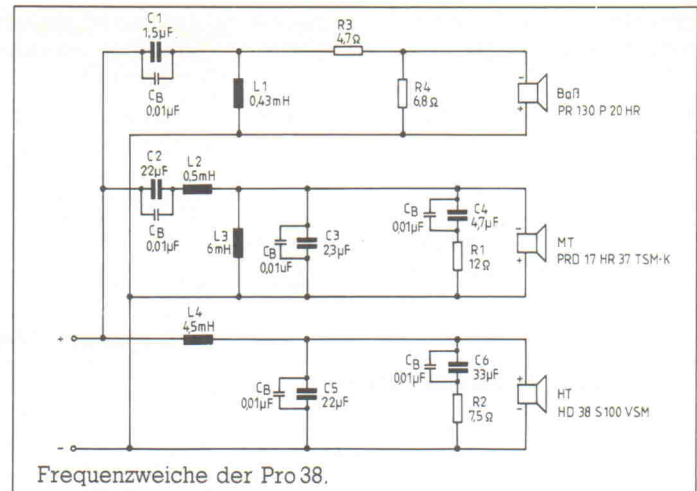 C1
1,5µF
CB
0,01µF
L1
0,43mH
R3
4,7Ω
R4
6,8Ω
-
+
Baß
PR 130 P 20 HR
C2
22µF
L2
0,5mH
CB
0,01µF
L3
6mH
CB
0,01µF
C3
2,3µF
CB
0,01µF
C4
4,7µF
R1
12Ω
-
+
MT
PRD 17 HR 37 TSM-K
L4
4,5mH
+
-
CB
0,01µF
C5
22µF
CB
0,01µF
C6
33µF
R2
7,5Ω
+
-
HT
HD 38 S100 VSM
Frequenzweiche der Pro 38.